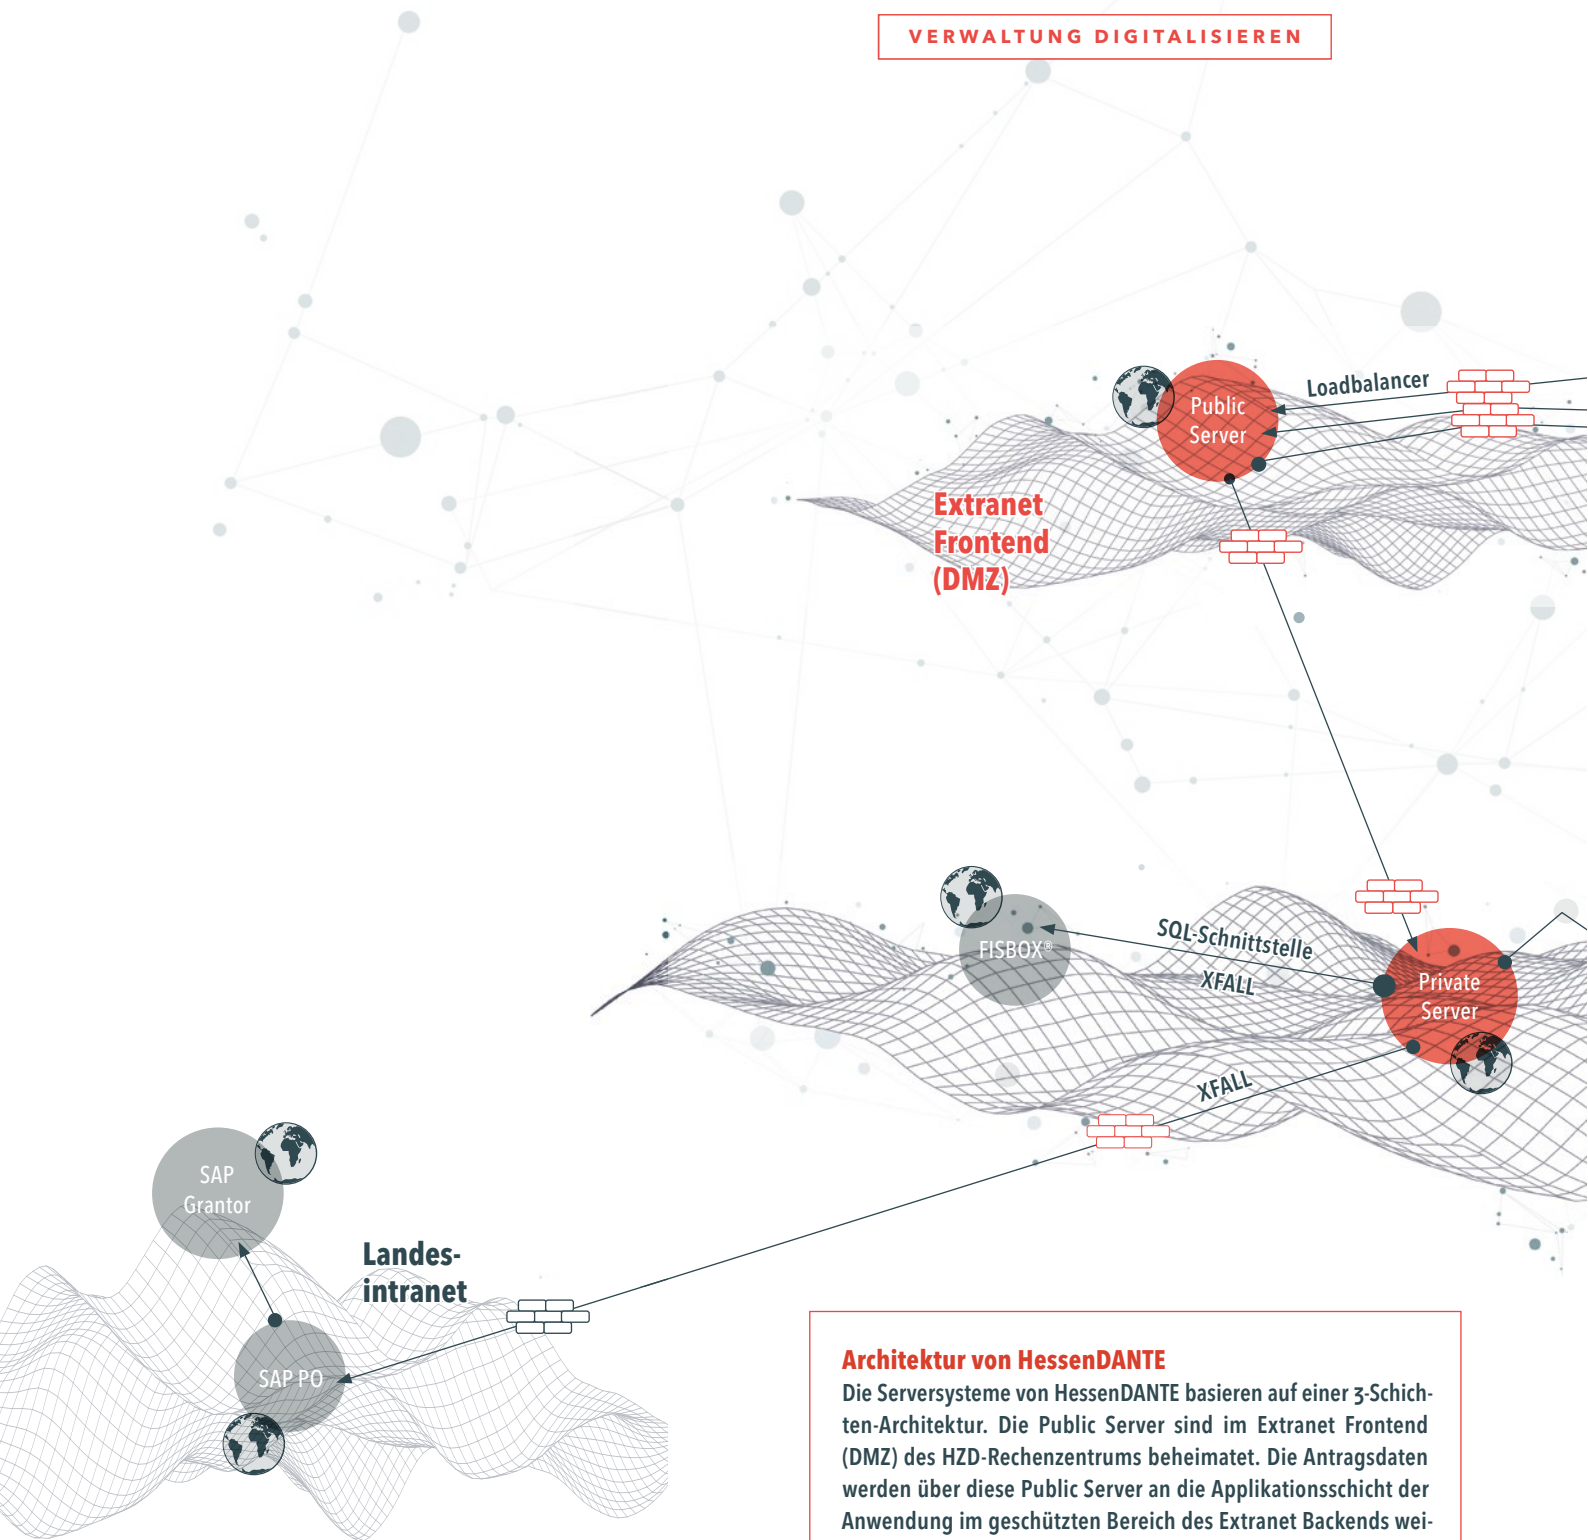 VERWALTUNG DIGITALISIEREN
Loadbalancer
Public
Server
Extranet
Frontend
(DMZ)
SQL-Schnittstelle
FISBOX®
XFALL
Private
Server
XFALL
SAP
Grantor
Landes-
intranet
SAP PO
Architektur von HessenDANTE
Die Serversysteme von HessenDANTE basieren auf einer 3-Schich-
ten-Architektur. Die Public Server sind im Extranet Frontend
(DMZ) des HZD-Rechenzentrums beheimatet. Die Antragsdaten
werden über diese Public Server an die Applikationsschicht der
Anwendung im geschützten Bereich des Extranet Backends wei-